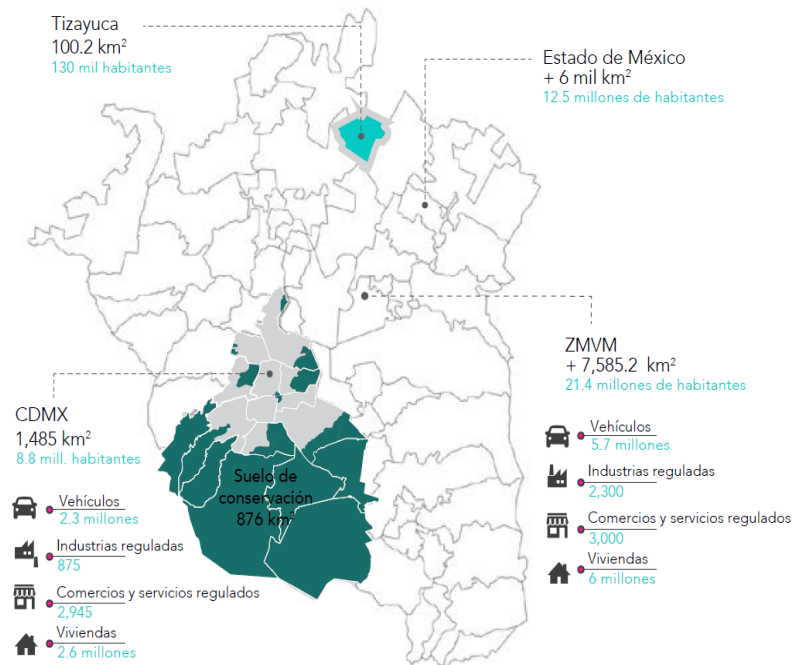 Tizayuca
100.2 km²
130 mil habitantes
Estado de México
+ 6 mil km²
12.5 millones de habitantes
ZMVM
+ 7,585.2 km²
21.4 millones de habitantes
Vehículos
5.7 millones
Industrias reguladas
2,300
Comercios y servicios regulados
3,000
Viviendas
6 millones
CDMX
1,485 km²
8.8 mill. habitantes
Vehículos
2.3 millones
Industrias reguladas
875
Comercios y servicios regulados
2,945
Viviendas
2.6 millones
Suelo de
conservación
876 km²